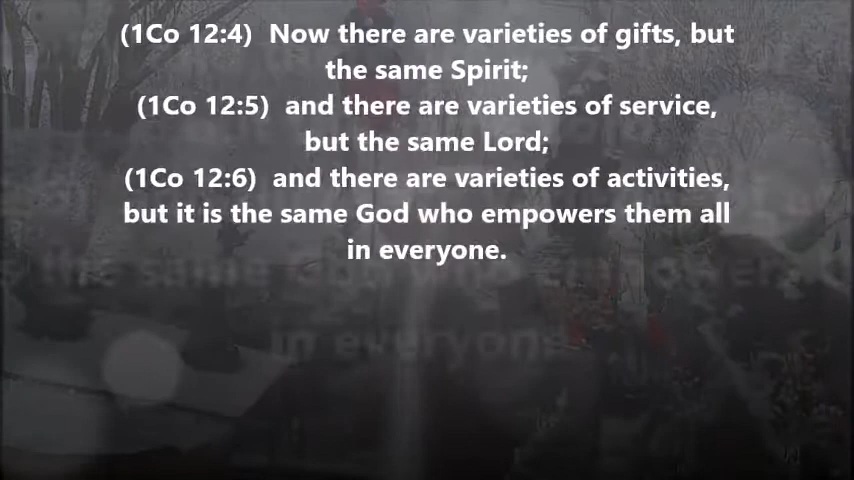 (1Co 12:4)  Now there are varieties of gifts, but
the same Spirit;
(1Co 12:5)  and there are varieties of service,
but the same Lord;
(1Co 12:6)  and there are varieties of activities,
but it is the same God who empowers them all
in everyone.
in everyone.